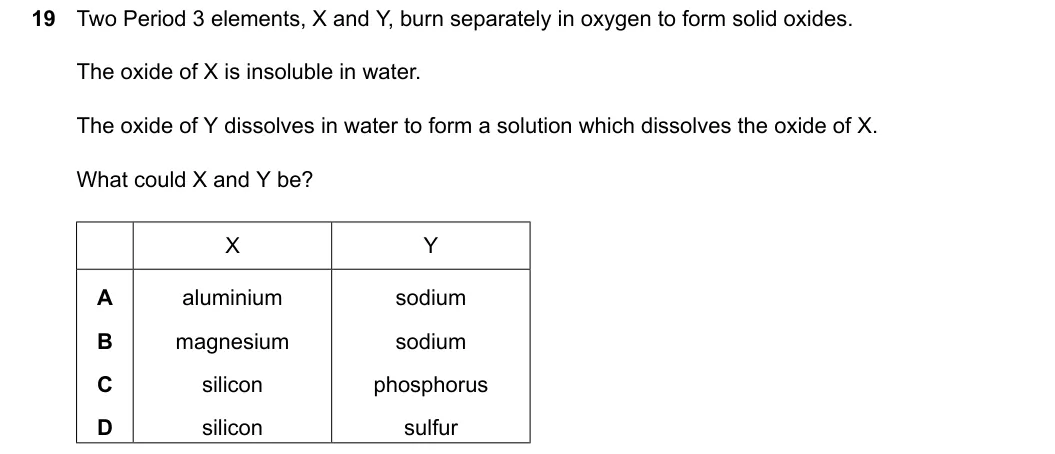 19 Two Period 3 elements, X and Y, burn separately in oxygen to form solid oxides.
The oxide of X is insoluble in water.
The oxide of Y dissolves in water to form a solution which dissolves the oxide of X.
What could X and Y be?
X Y
A aluminium sodium
B magnesium sodium
C silicon phosphorus
D silicon sulfur